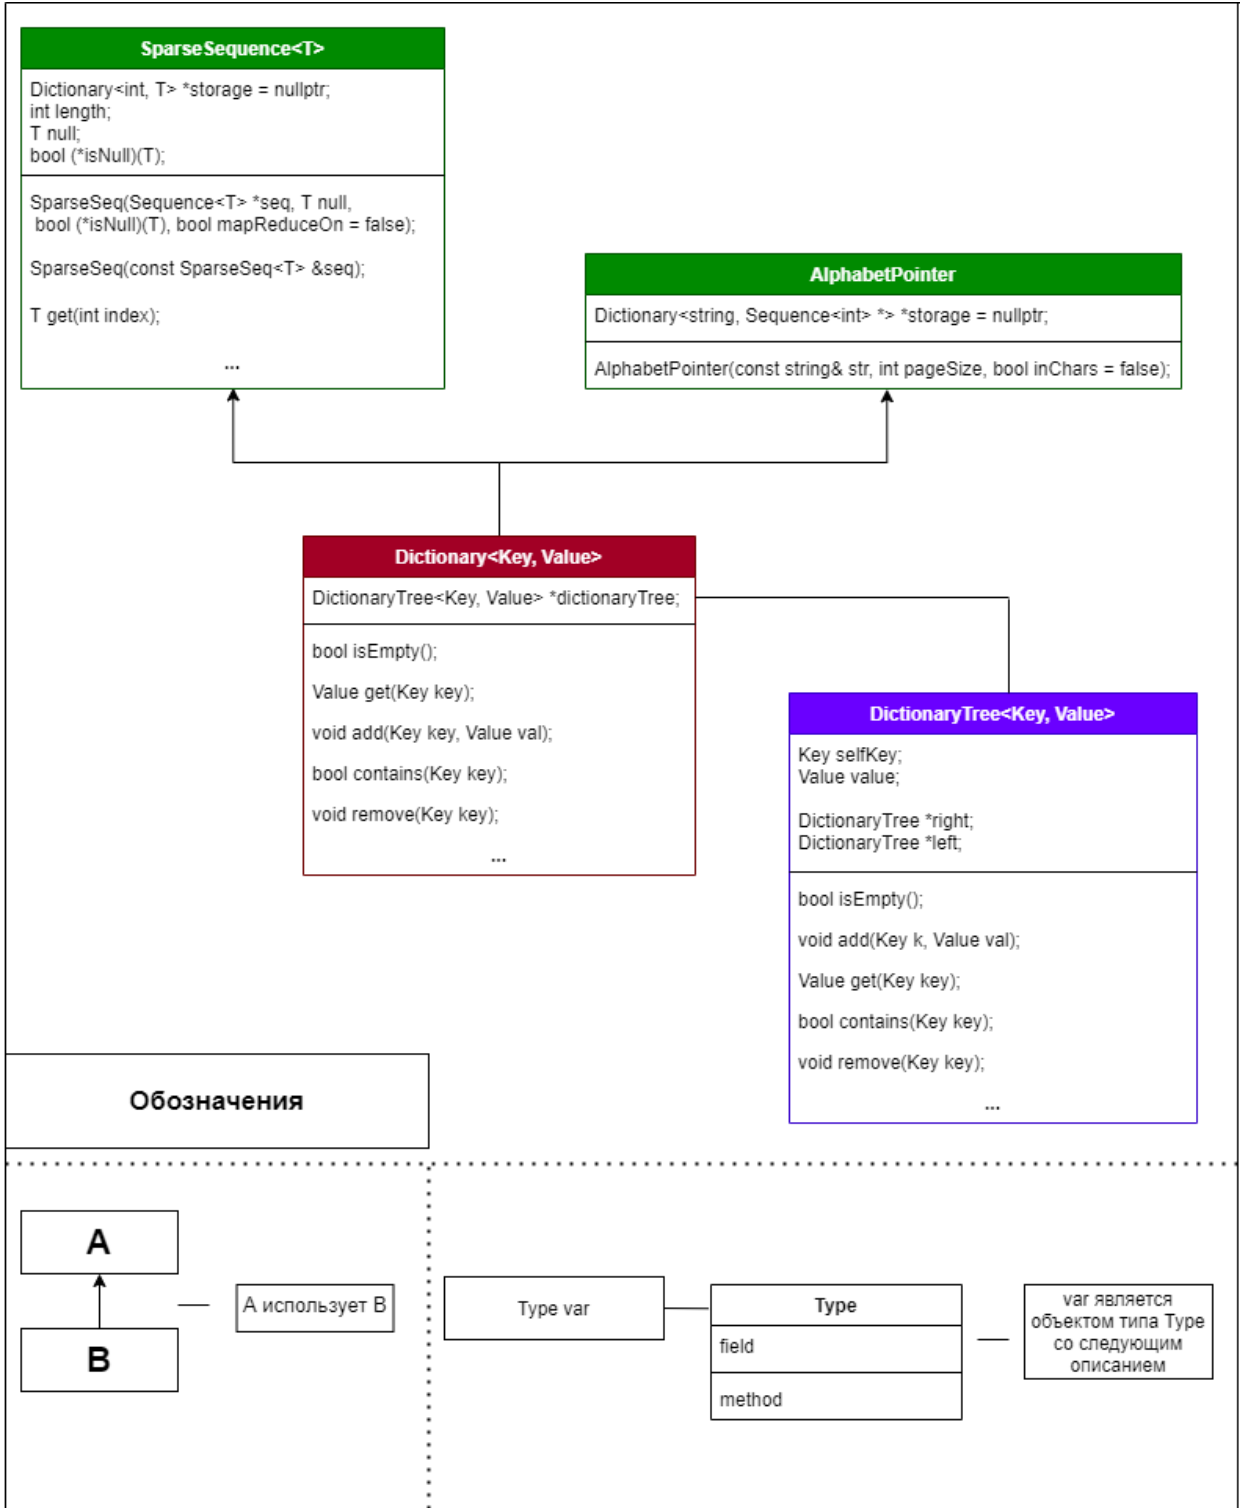 SparseSequence<T>
Dictionary<int, T> *storage = nullptr;
int length;
T null;
bool (*isNull)(T);
SparseSeq(Sequence<T> *seq, T null,
bool (*isNull)(T), bool mapReduceOn = false);
SparseSeq(const SparseSeq<T> &seq);
T get(int index);
...
AlphabetPointer
Dictionary<string, Sequence<int> *> *storage = nullptr;
AlphabetPointer(const string& str, int pageSize, bool inChars = false);
Dictionary<Key, Value>
DictionaryTree<Key, Value> *dictionaryTree;
bool isEmpty();
Value get(Key key);
void add(Key key, Value val);
bool contains(Key key);
void remove(Key key);
...
DictionaryTree<Key, Value>
Key selfKey;
Value value;
DictionaryTree *right;
DictionaryTree *left;
bool isEmpty();
void add(Key k, Value val);
Value get(Key key);
bool contains(Key key);
void remove(Key key);
...
Обозначения
A
B
А использует В
Type var
Type
field
method
var является
объектом типа Type
со следующим
описанием